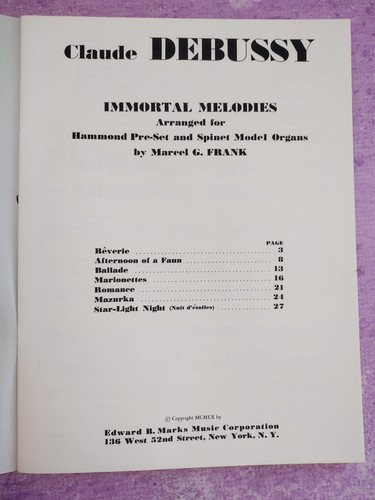 Claude DEBUSSY
IMMORTAL MELODIES
Arranged for
Hammond Pre-Set and Spinet Model Organs
by Marcel G. FRANK
PAGE
Rêverie 3
Afternoon of a Faun 8
Ballade 13
Marionettes 16
Romance 21
Mazurka 24
Star-Light Night (Nuit d'étoiles) 27
© Copyright MCMLX by
Edward B. Marks Music Corporation
136 West 52nd Street, New York, N. Y.